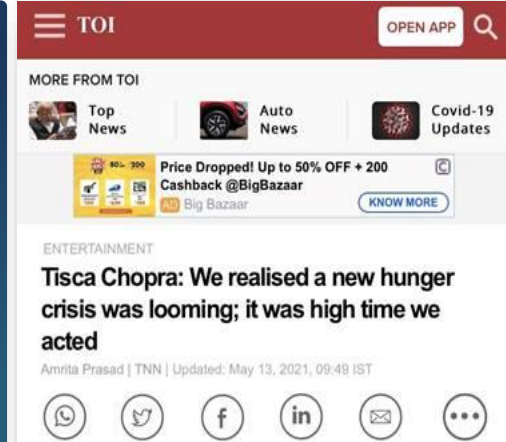 TOI
OPEN APP
MORE FROM TOI
Top
News
Auto
News
Covid-19
Updates
Price Dropped! Up to 50% OFF + 200
Cashback @BigBazaar
AD Big Bazaar
KNOW MORE
ENTERTAINMENT
Tisca Chopra: We realised a new hunger
crisis was looming; it was high time we
acted
Amrita Prasad | TNN | Updated: May 13, 2021, 09:49 IST